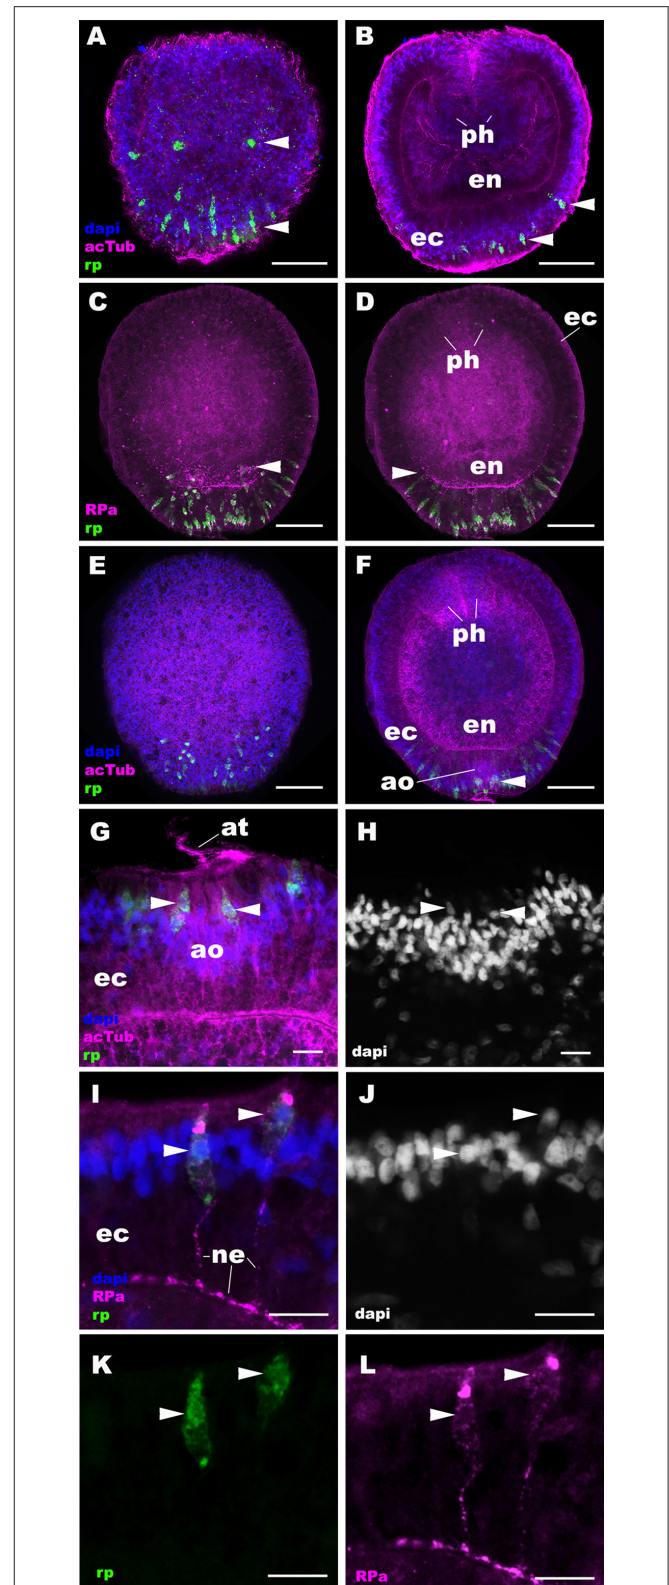 A
dapi
acTub
rp
B
ph
en
ec
C
RPa
rp
D
ec
ph
en
E
dapi
acTub
rp
F
ph
en
ec
ao
G
at
ao
ec
dapi
acTub
rp
H
dapi
I
ec
ne
dapi
RPa
rp
J
dapi
K
rp
L
RPa